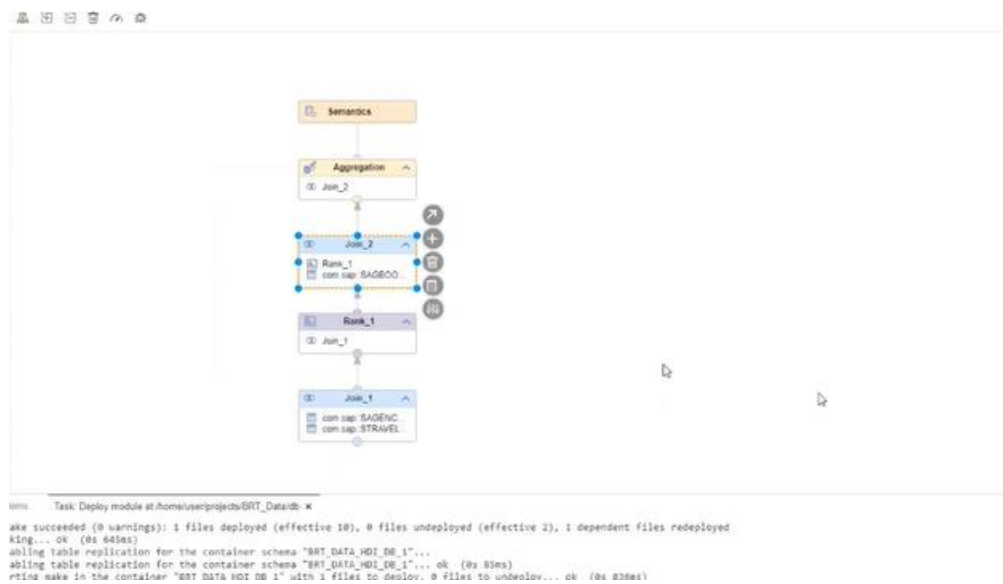 Semantics
Aggregation
Join_2
Join_2
Rank_1
com.sap::SAGBOO...
Rank_1
Join_1
Join_1
com.sap::SAGENC...
com.sap::STRAVEL...
ems
Task: Deploy module at /home/user/projects/BRT_Data/db ×
ake succeeded (0 warnings): 1 files deployed (effective 10), 0 files undeployed (effective 2), 1 dependent files redeployed
king... ok (0s 645ms)
abling table replication for the container schema "BRT_DATA_HDI_DB_1"...
abling table replication for the container schema "BRT_DATA_HDI_DB_1"... ok (0s 85ms)
rting make in the container "BRT_DATA_HDI_DB_1" with 1 files to deploy, 0 files to undeploy... ok (0s 836ms)